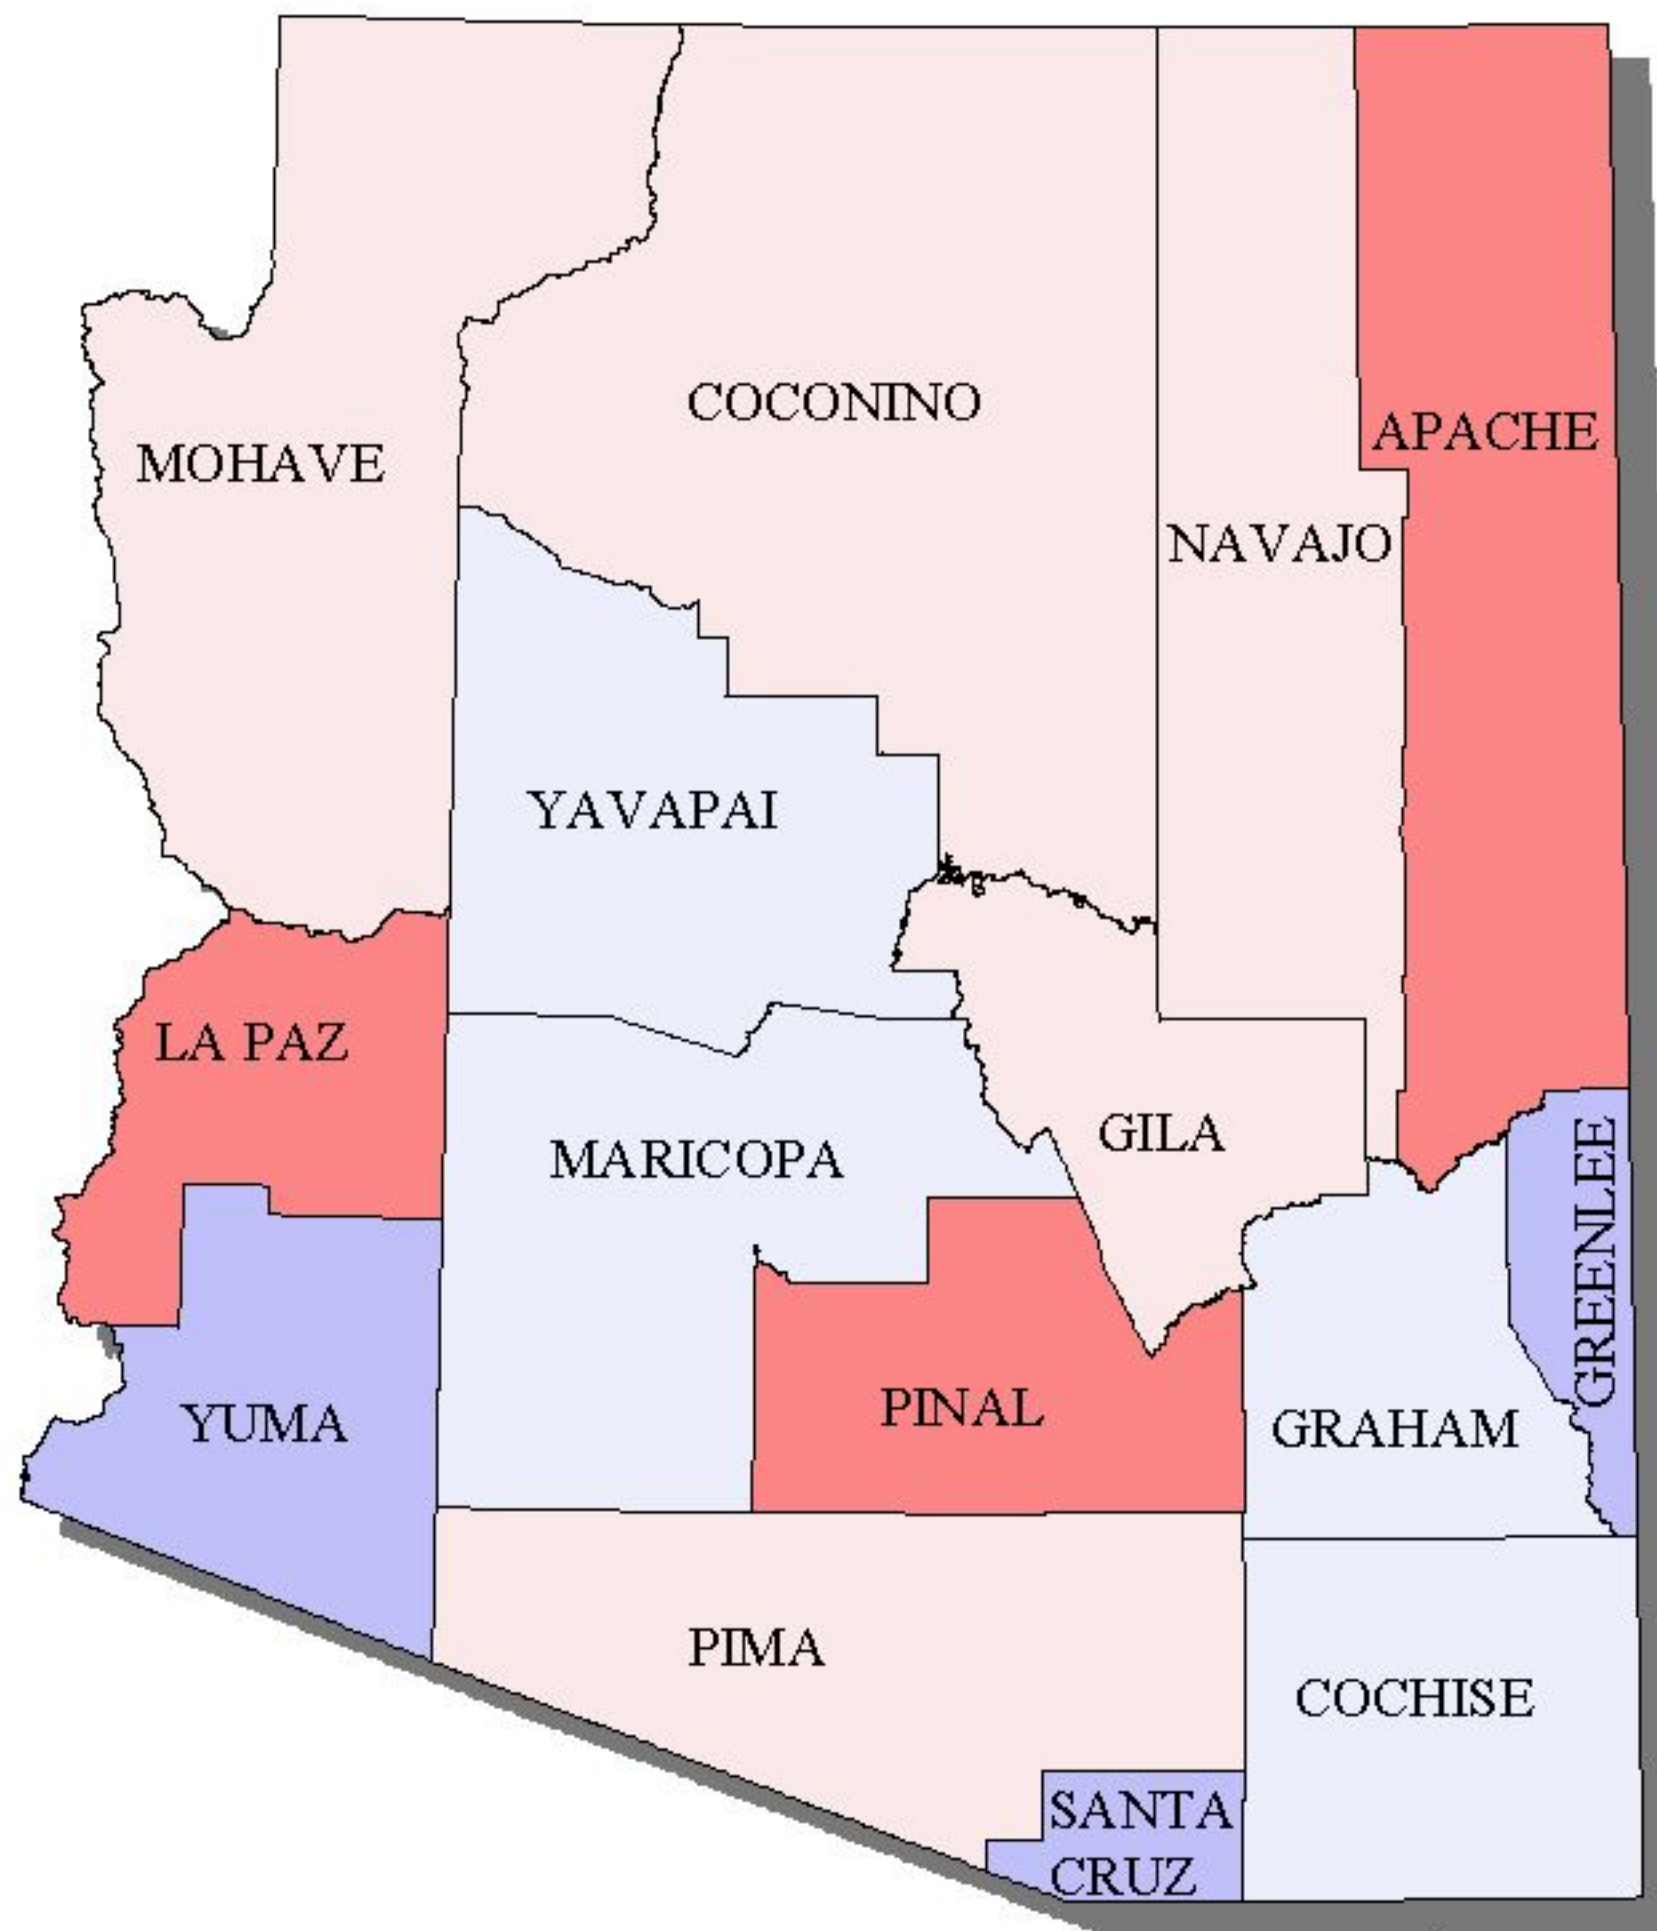 COCONINO
APACHE
MOHAVE
NAVAJO
YAVAPAI
LA PAZ
GILA
MARICOPA
GREENLEE
PINAL
YUMA
GRAHAM
PIMA
COCHISE
SANTA
CRUZ